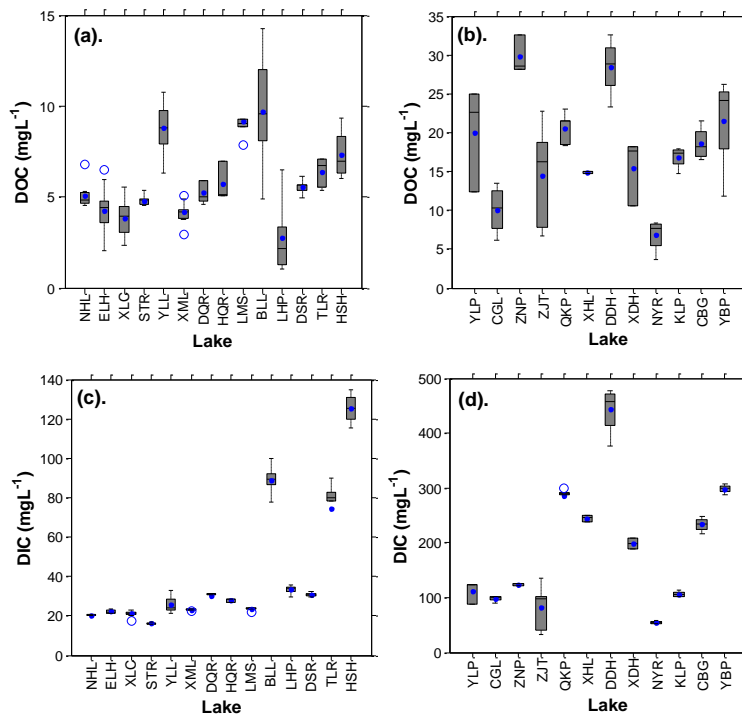 (a).
DOC (mgL-1)
15
10
5
0
NHL
ELH
XLC
STR
YLL
XML
DQR
HQR
LMS
BLL
LHP
DSR
TLR
HSH
Lake
(b).
DOC (mgL-1)
35
30
25
20
15
10
5
0
YLP
CGL
ZNP
ZJT
QKP
XHL
DDH
XDH
NYR
KLP
CBG
YBP
Lake
(c).
DIC (mgL-1)
140
120
100
80
60
40
20
0
NHL
ELH
XLC
STR
YLL
XML
DQR
HQR
LMS
BLL
LHP
DSR
TLR
HSH
Lake
(d).
DIC (mgL-1)
500
400
300
200
100
0
YLP
CGL
ZNP
ZJT
QKP
XHL
DDH
XDH
NYR
KLP
CBG
YBP
Lake